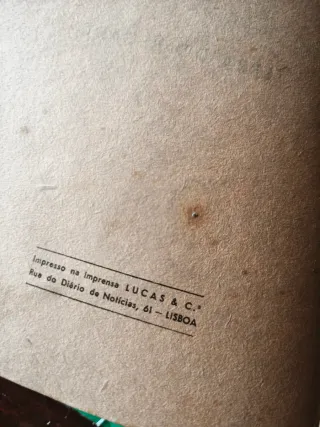 Impresso na Imprensa LUCAS & C.ª
Rua do Diário de Notícias, 61 — LISBOA